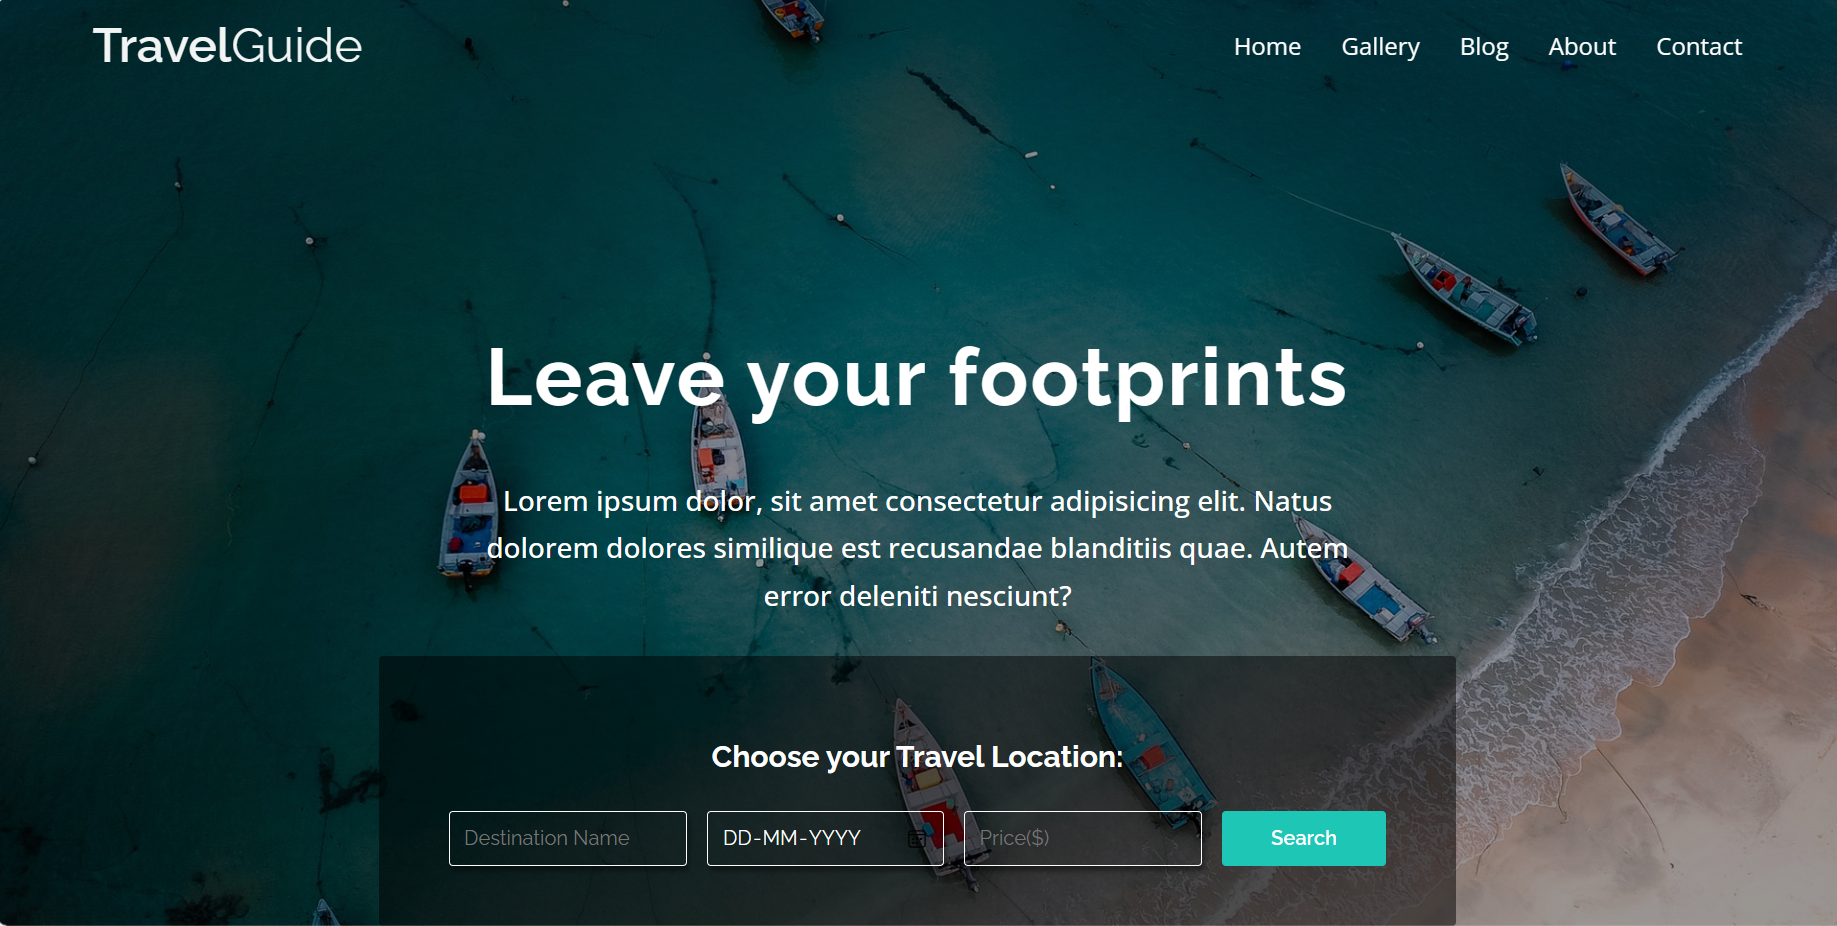 TravelGuide
Home Gallery Blog About Contact
Leave your footprints
Lorem ipsum dolor, sit amet consectetur adipisicing elit. Natus
dolorem dolores similique est recusandae blanditiis quae. Autem
error deleniti nesciunt?
Choose your Travel Location:
Destination Name DD-MM-YYYY Price($) Search